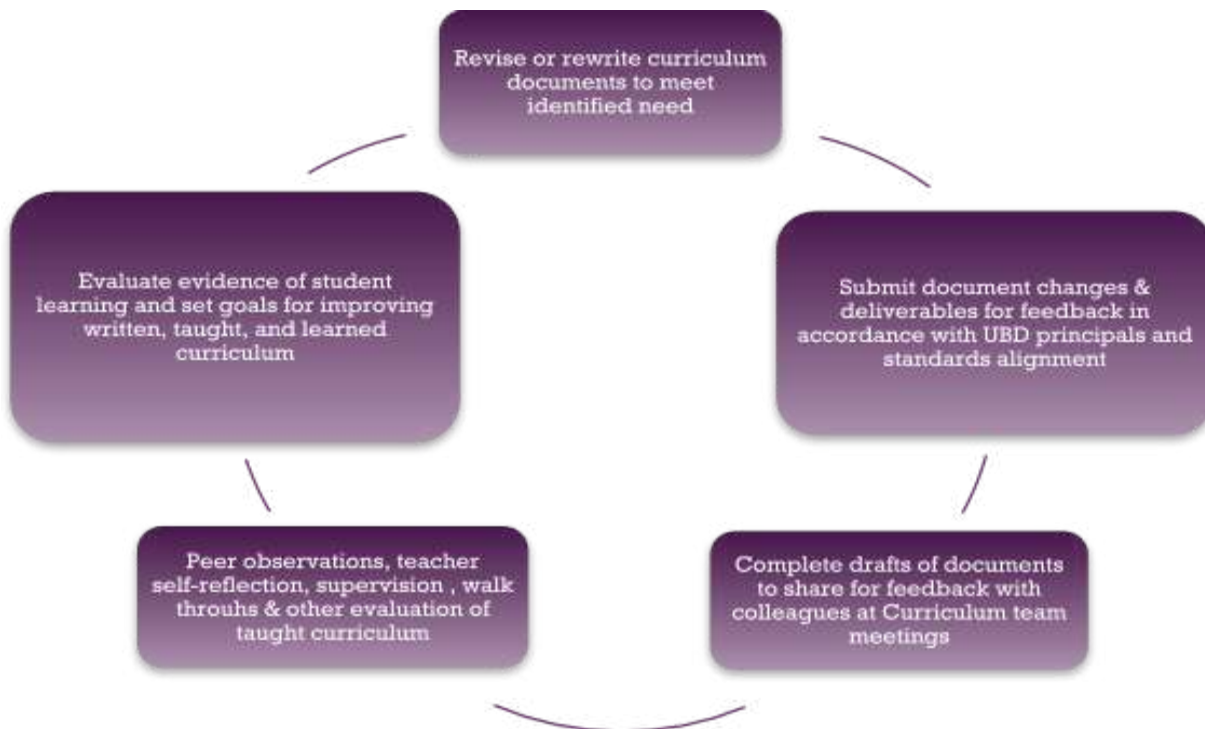 Revise or rewrite curriculum
documents to meet
identified need
Submit document changes &
deliverables for feedback in
accordance with UBD principals and
standards alignment
Complete drafts of documents
to share for feedback with
colleagues at Curriculum team
meetings
Peer observations, teacher
self-reflection, supervision , walk
throuhs & other evaluation of
taught curriculum
Evaluate evidence of student
learning and set goals for improving
written, taught, and learned
curriculum